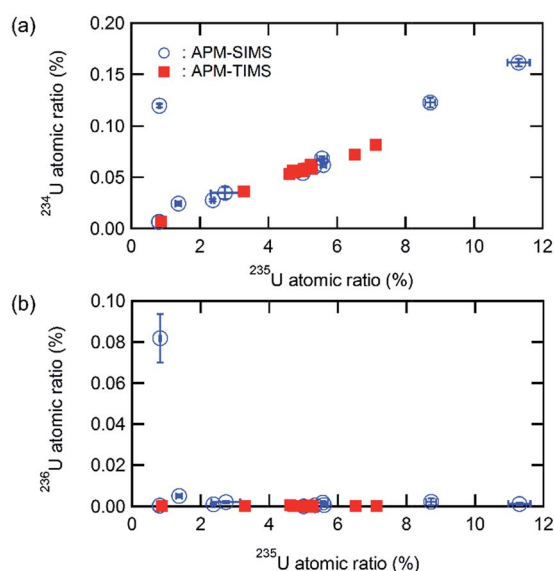 (a)
0.20
0.15
0.10
0.05
0.00
²³⁴U atomic ratio (%)
: APM-SIMS
: APM-TIMS
0 2 4 6 8 10 12
²³⁵U atomic ratio (%)
(b)
0.10
0.08
0.06
0.04
0.02
0.00
²³⁶U atomic ratio (%)
0 2 4 6 8 10 12
²³⁵U atomic ratio (%)